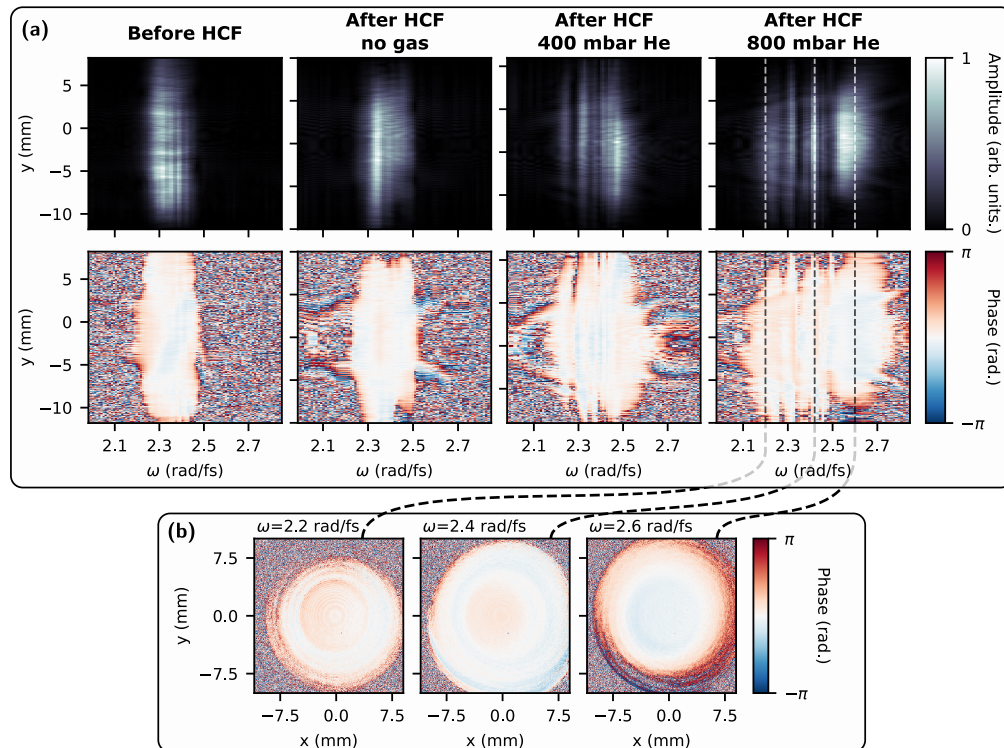 (a)
Before HCF
After HCF
no gas
After HCF
400 mbar He
After HCF
800 mbar He
y (mm)
5
0
−5
−10
1
0
Amplitude (arb. units.)
y (mm)
5
0
−5
−10
π
−π
Phase (rad.)
2.1 2.3 2.5 2.7
2.1 2.3 2.5 2.7
2.1 2.3 2.5 2.7
2.1 2.3 2.5 2.7
ω (rad/fs)
ω (rad/fs)
ω (rad/fs)
ω (rad/fs)
(b)
ω=2.2 rad/fs
ω=2.4 rad/fs
ω=2.6 rad/fs
y (mm)
7.5
0.0
−7.5
π
−π
Phase (rad.)
−7.5 0.0 7.5
−7.5 0.0 7.5
−7.5 0.0 7.5
x (mm)
x (mm)
x (mm)